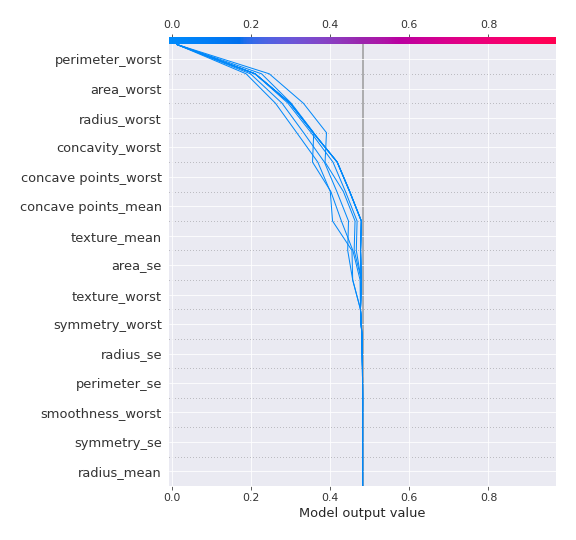 0.0 0.2 0.4 0.6 0.8
perimeter_worst
area_worst
radius_worst
concavity_worst
concave points_worst
concave points_mean
texture_mean
area_se
texture_worst
symmetry_worst
radius_se
perimeter_se
smoothness_worst
symmetry_se
radius_mean
0.0 0.2 0.4 0.6 0.8
Model output value